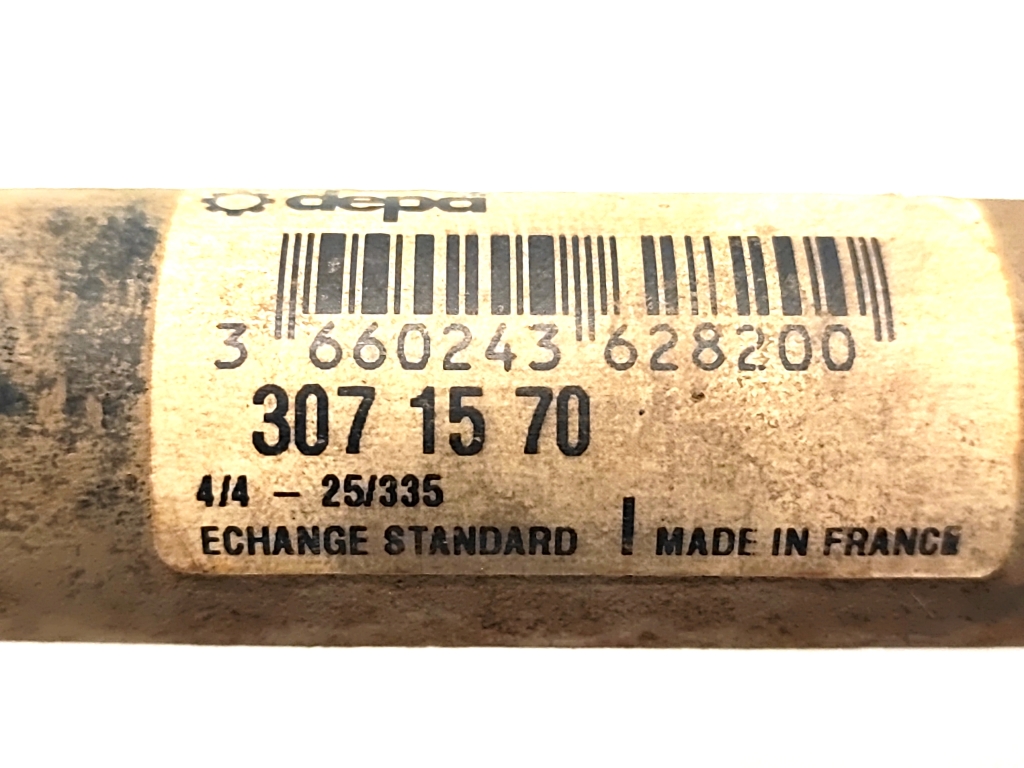 depa
3 660243 628200
307 15 70
4/4 - 25/335
ECHANGE STANDARD | MADE IN FRANCE